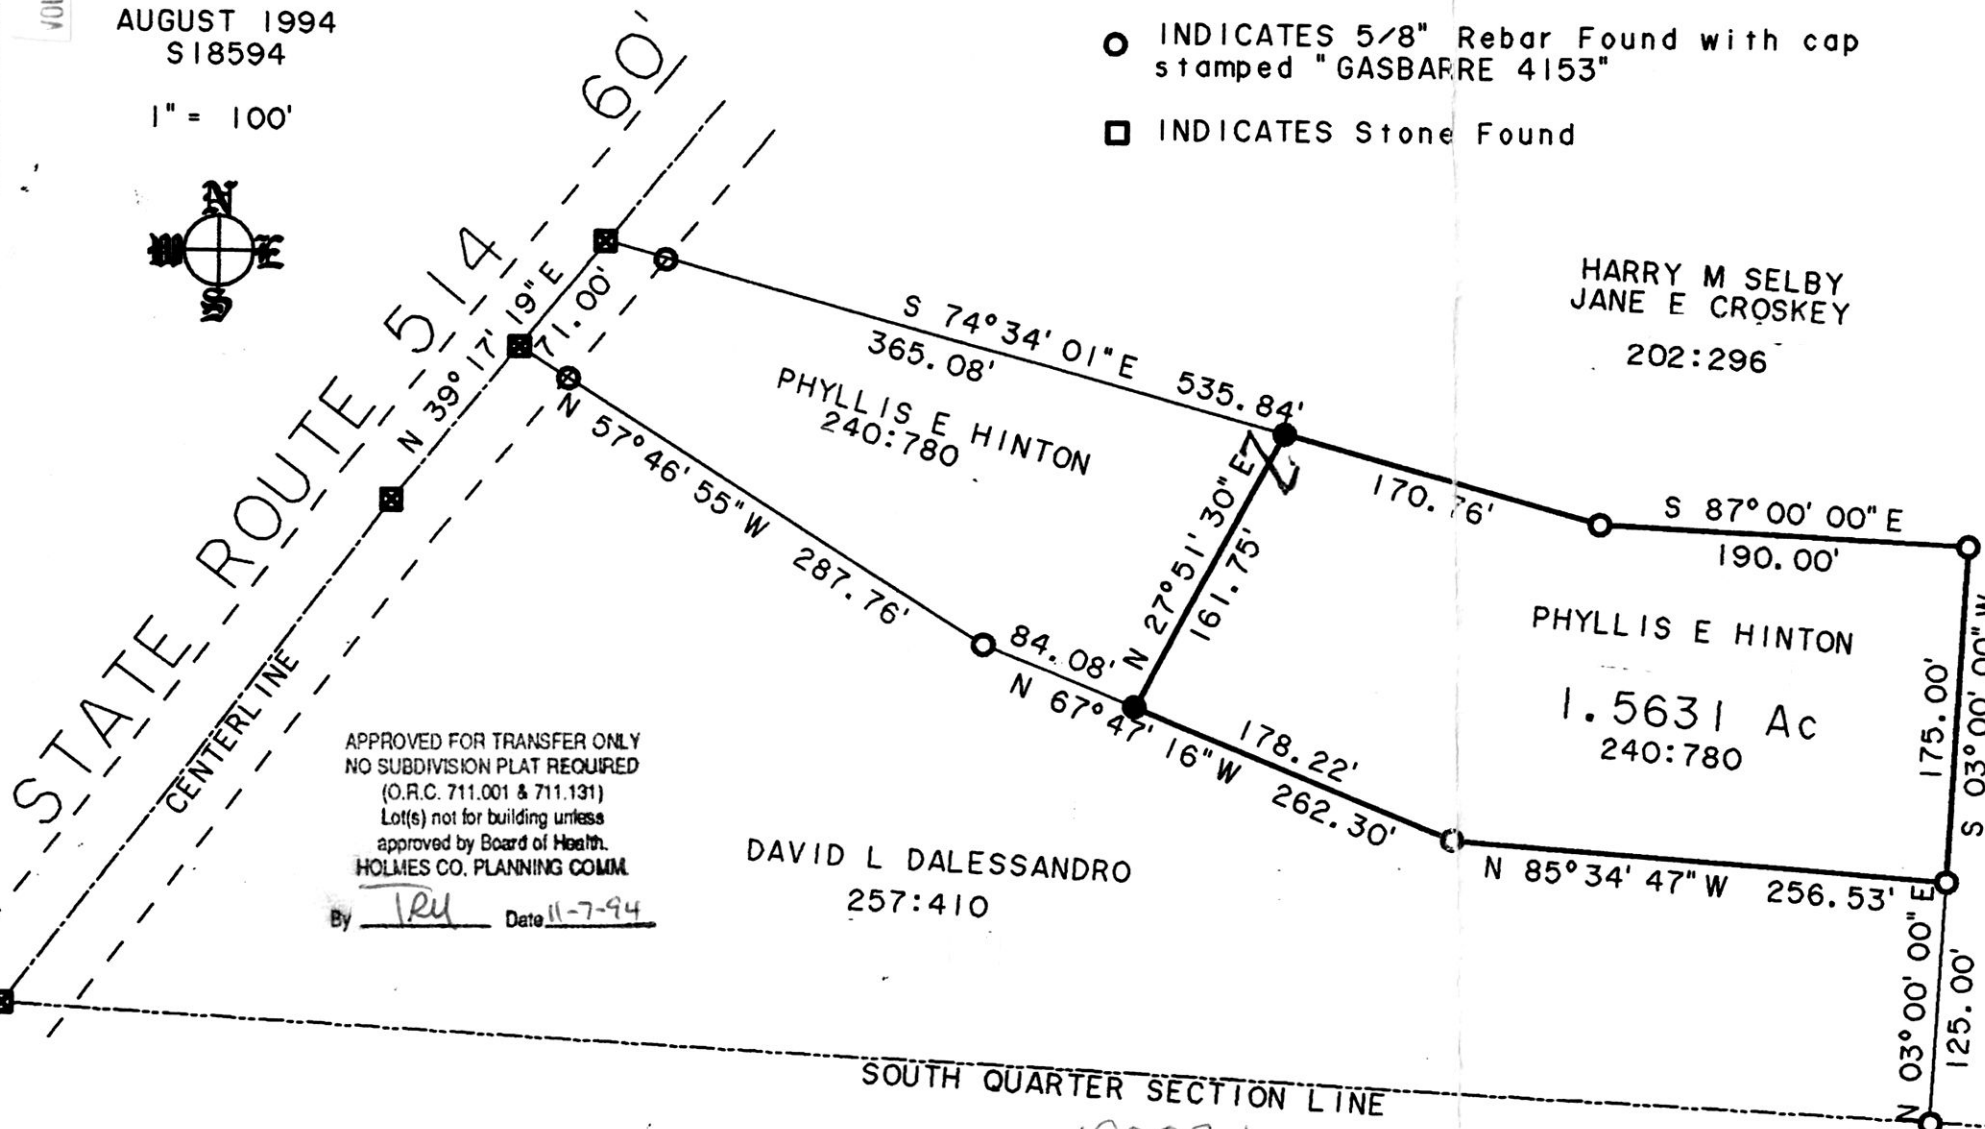 AUGUST 1994
S18594
1" = 100'
N
W E
S
INDICATES 5/8" Rebar Found with cap
stamped "GASBARRE 4153"
INDICATES Stone Found
60'
STATE ROUTE 514
CENTERLINE
N 39° 17' 19" E
71.00'
S 74°34' 01" E 535.84'
365.08'
PHYLLIS E HINTON
240:780
HARRY M SELBY
JANE E CROSKEY
202:296
N 57°46' 55" W 287.76'
84.08'
N 67°47' 16" W 262.30'
178.22'
N 27°51' 30" E
161.75'
170.76'
S 87°00' 00" E
190.00'
PHYLLIS E HINTON
1.5631 Ac
240:780
175.00'
S 03°00' 00" W
N 85°34' 47" W 256.53'
N 03°00' 00" E
125.00'
APPROVED FOR TRANSFER ONLY
NO SUBDIVISION PLAT REQUIRED
(O.R.C. 711.001 & 711.131)
Lot(s) not for building unless
approved by Board of Health.
HOLMES CO. PLANNING COMM.
By Date 11-7-94
DAVID L DALESSANDRO
257:410
SOUTH QUARTER SECTION LINE